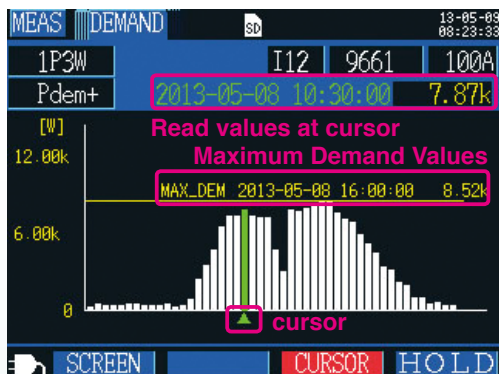 MEAS DEMAND SD 13-05-09
08:23:33
1P3W I12 9661 100A
Pdem+ 2013-05-08 10:30:00 7.87k
[W] Read values at cursor
12.00k Maximum Demand Values
MAX_DEM 2013-05-08 16:00:00 8.52k
6.00k
0
cursor
SCREEN CURSOR HOLD